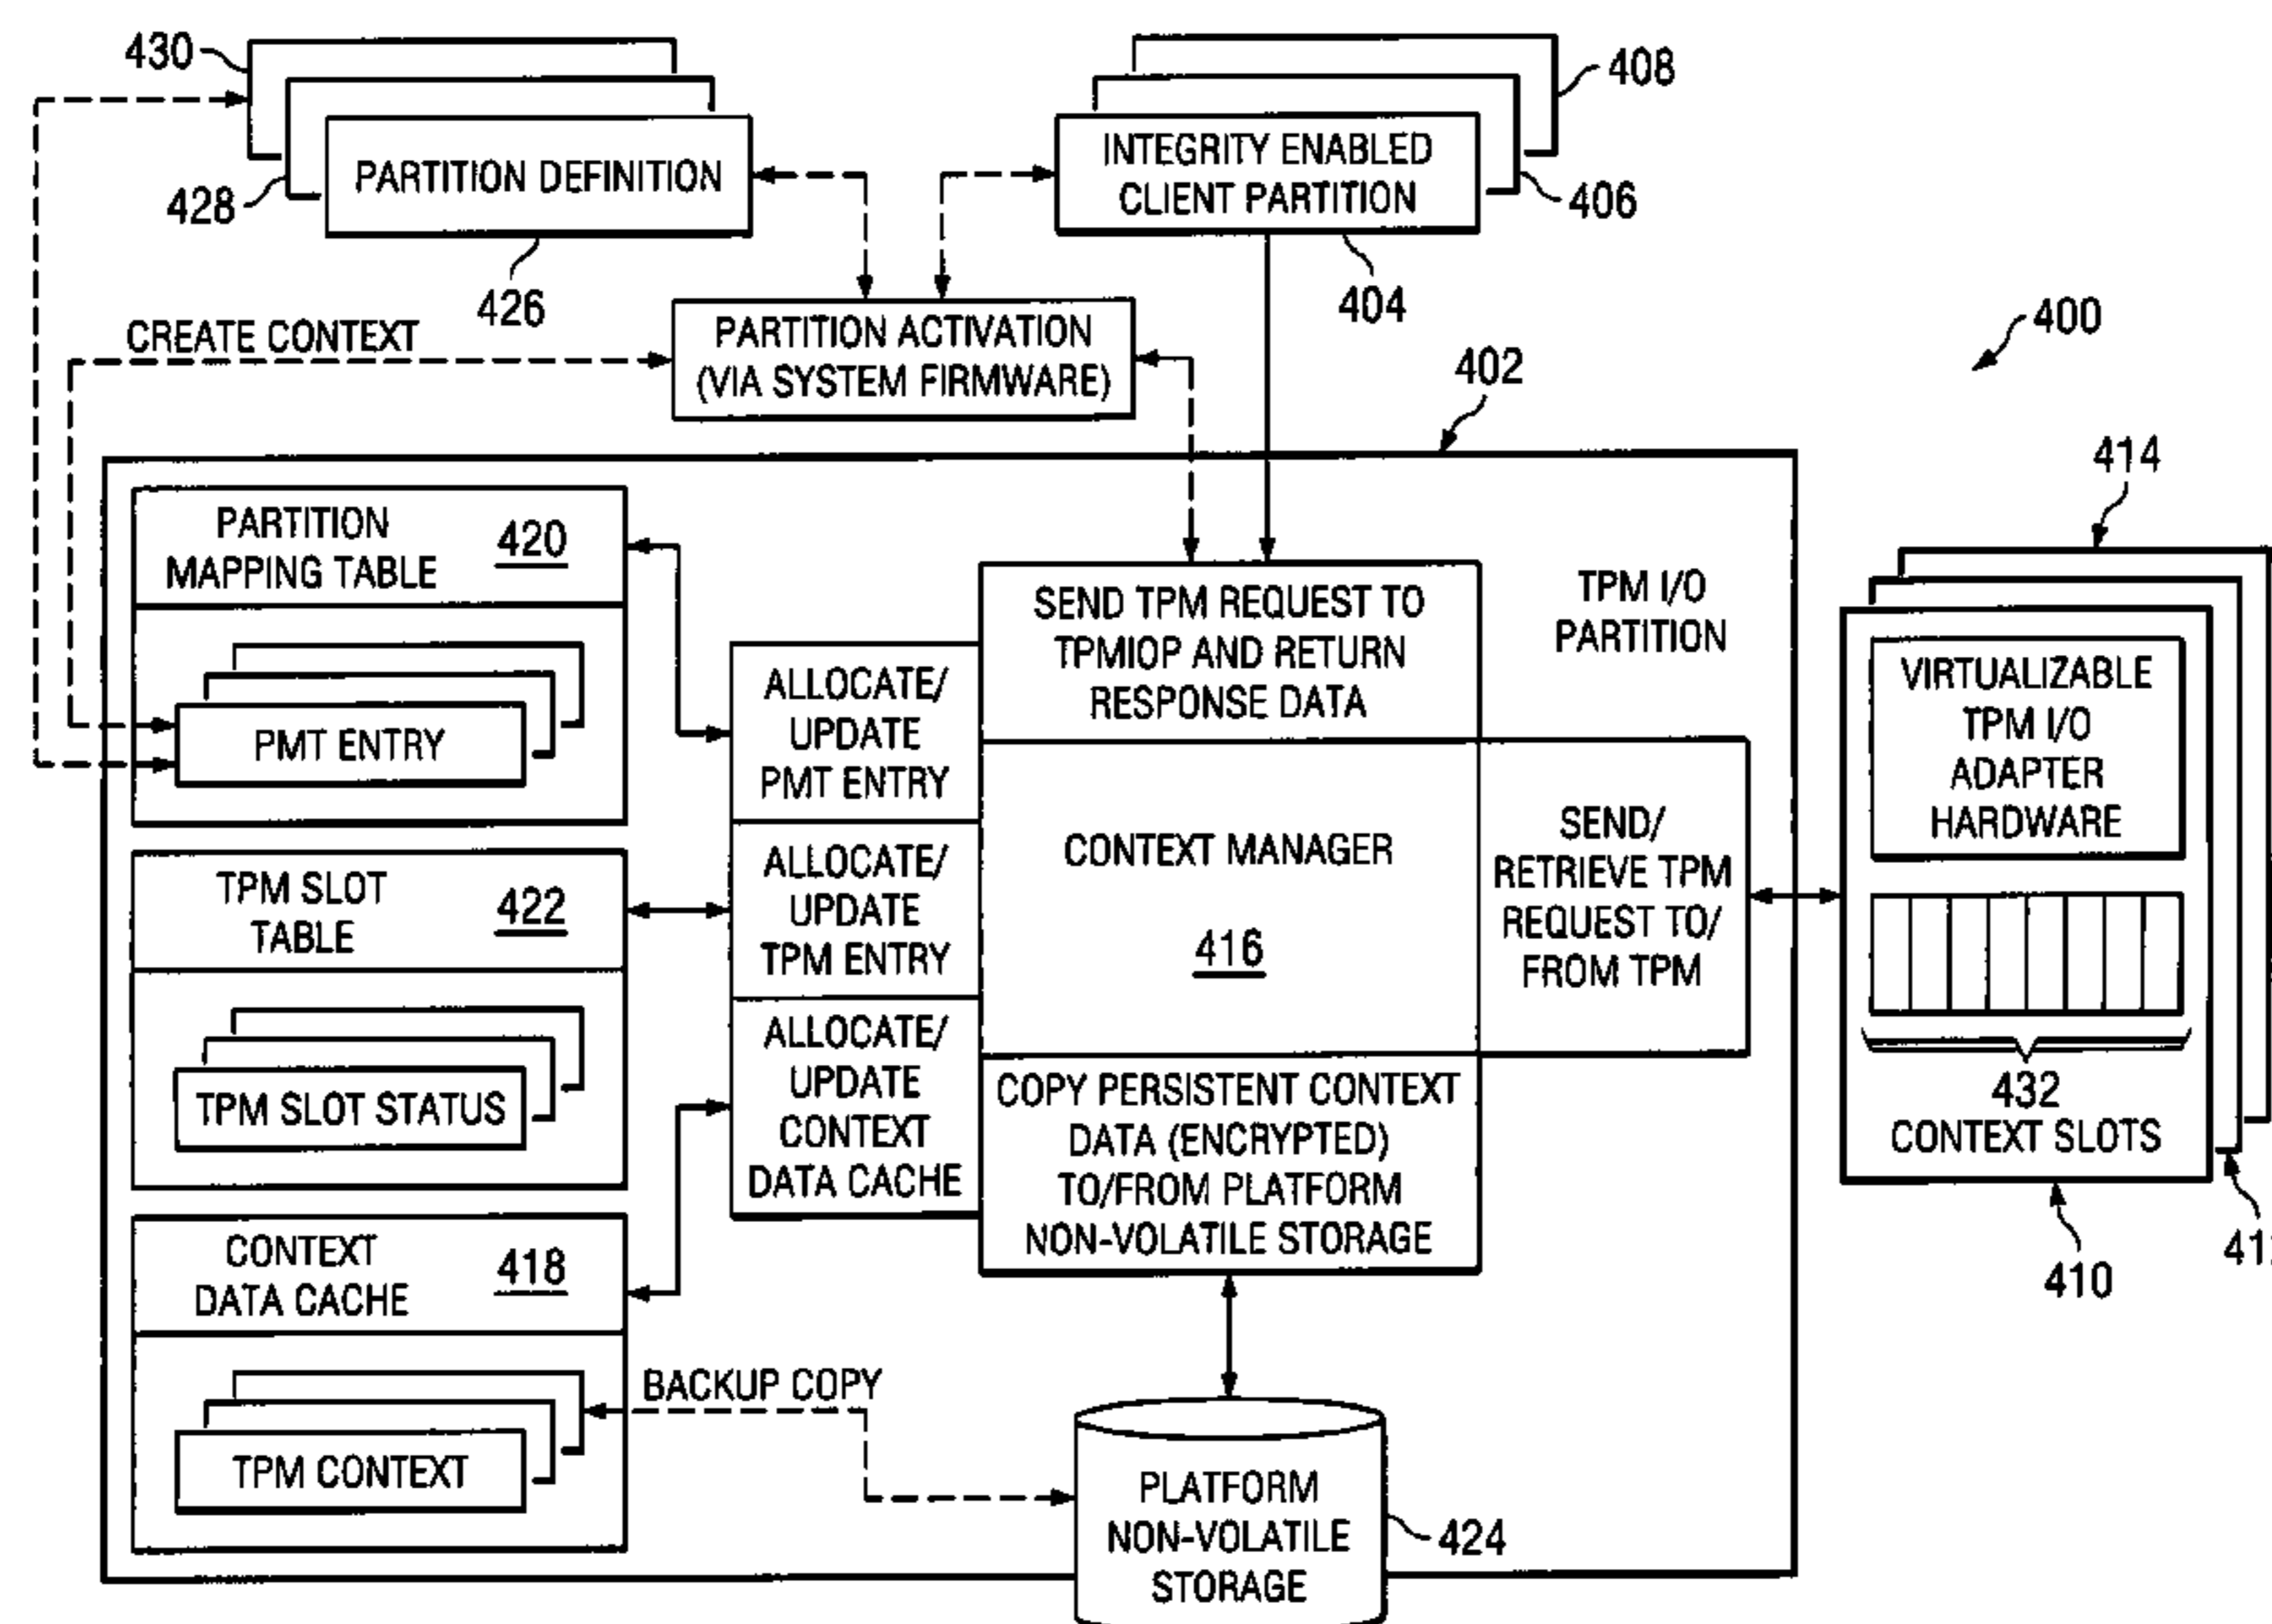 430
408
INTEGRITY ENABLED
CLIENT PARTITION
PARTITION DEFINITION
428
406
426
404
CREATE CONTEXT
PARTITION ACTIVATION
(VIA SYSTEM FIRMWARE)
400
402
414
PARTITION
MAPPING TABLE
420
PMT ENTRY
SEND TPM REQUEST TO
TPMIOP AND RETURN
RESPONSE DATA
TPM I/O
PARTITION
ALLOCATE/
UPDATE
PMT ENTRY
VIRTUALIZABLE
TPM I/O
ADAPTER
HARDWARE
TPM SLOT
TABLE
422
TPM SLOT STATUS
ALLOCATE/
UPDATE
TPM ENTRY
CONTEXT MANAGER
416
SEND/
RETRIEVE TPM
REQUEST TO/
FROM TPM
432
CONTEXT SLOTS
410
ALLOCATE/
UPDATE
CONTEXT
DATA CACHE
COPY PERSISTENT CONTEXT
DATA (ENCRYPTED)
TO/FROM PLATFORM
NON-VOLATILE STORAGE
CONTEXT
DATA CACHE
418
TPM CONTEXT
BACKUP COPY
PLATFORM
NON-VOLATILE
STORAGE
424